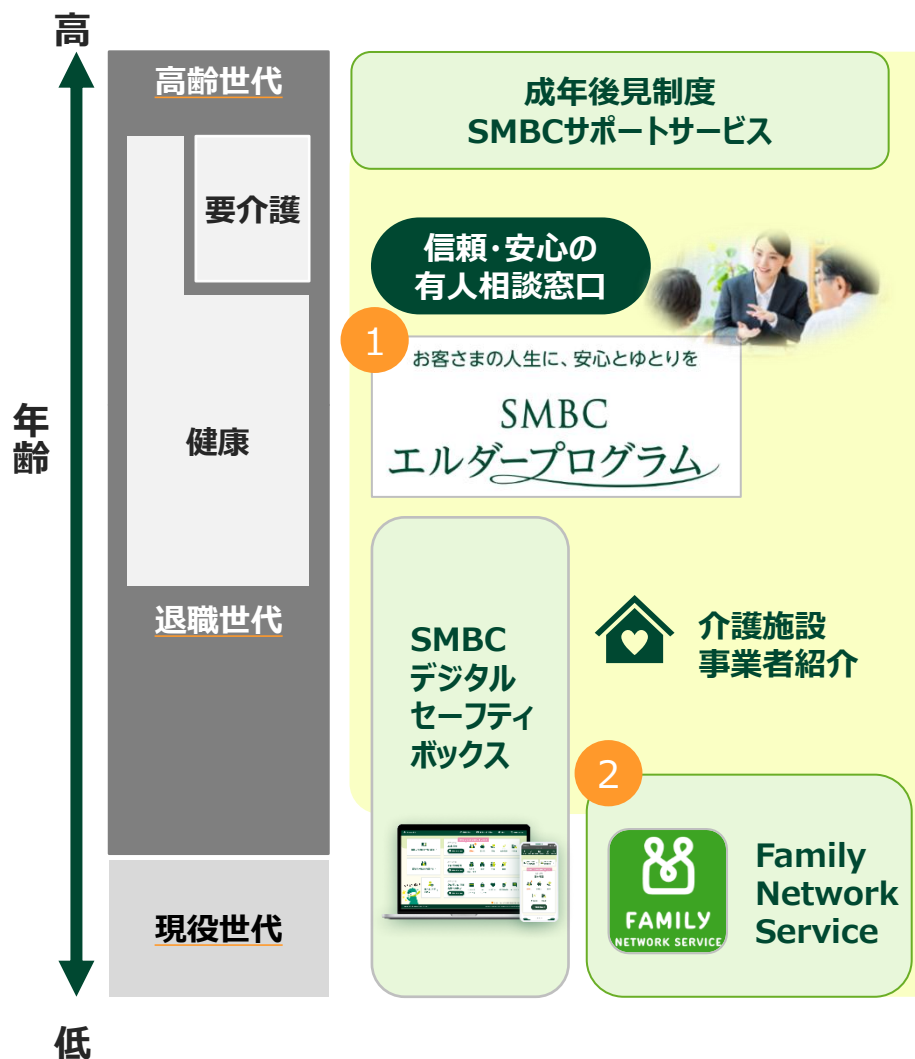 高
年齢
低
高齢世代
要介護
健康
退職世代
現役世代
成年後見制度
SMBCサポートサービス
信頼・安心の
有人相談窓口
1
お客さまの人生に、安心とゆとりを
SMBC
エルダープログラム
SMBC
デジタル
セーフティ
ボックス
介護施設
事業者紹介
2
FAMILY
NETWORK SERVICE
Family
Network
Service